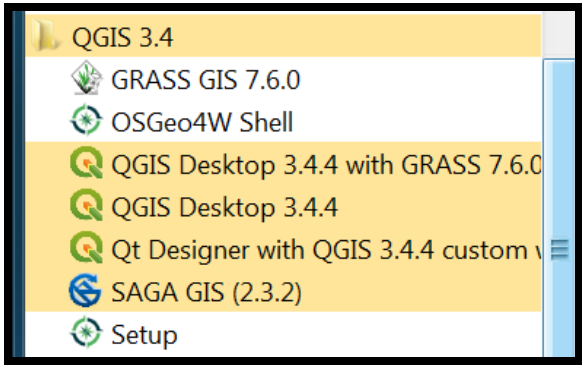 QGIS 3.4
GRASS GIS 7.6.0
OSGeo4W Shell
QGIS Desktop 3.4.4 with GRASS 7.6.0
QGIS Desktop 3.4.4
Qt Designer with QGIS 3.4.4 custom
SAGA GIS (2.3.2)
Setup